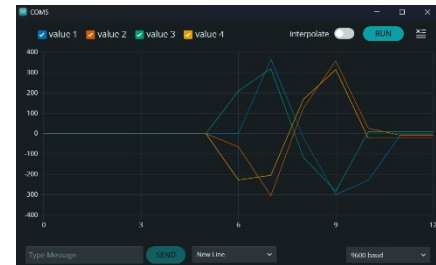 COM5
value 1 value 2 value 3 value 4 Interpolate RUN
400
300
200
100
0
-100
-200
-300
-400
0 3 6 9 12
Type Message SEND New Line 9600 baud